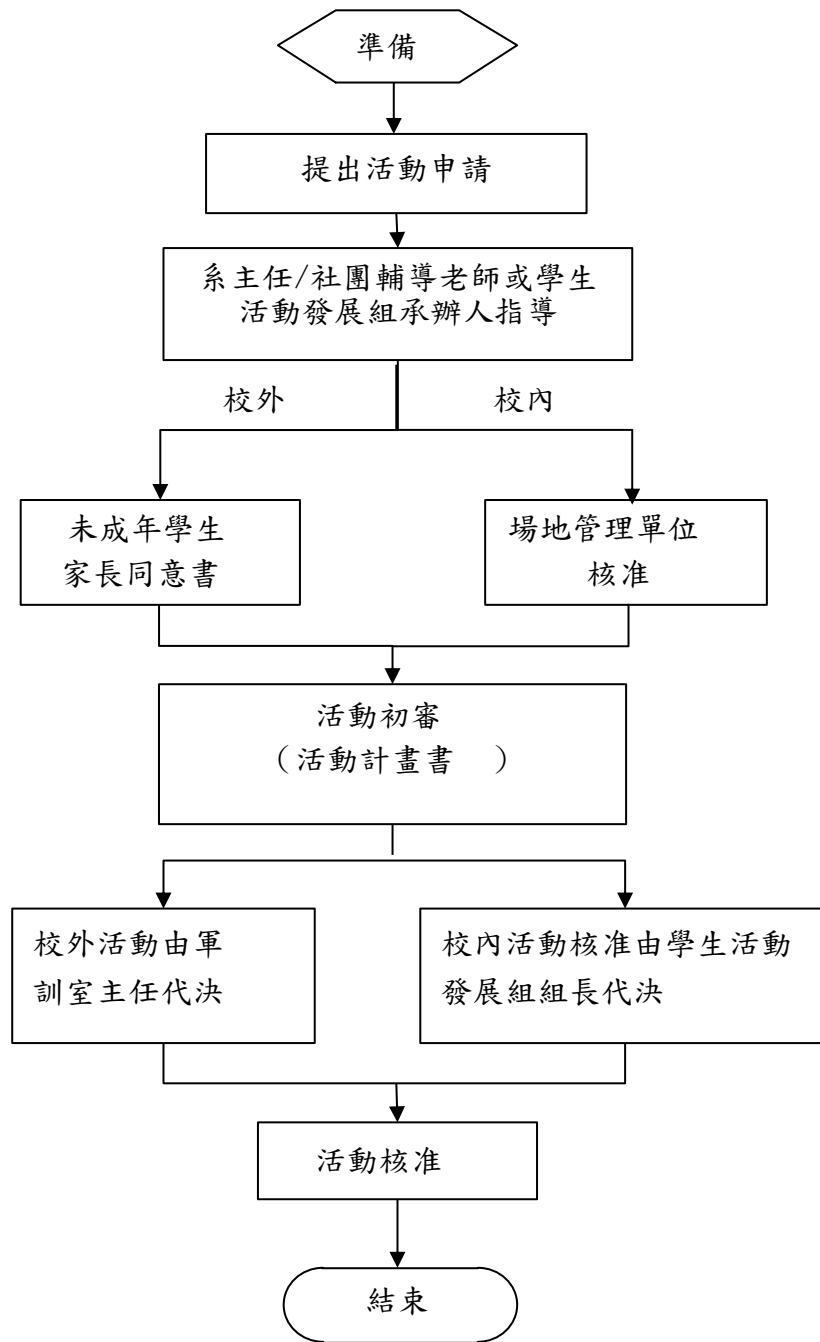 準備
提出活動申請
系主任/社團輔導老師或學生
活動發展組承辦人指導
校外
校內
未成年學生
家長同意書
場地管理單位
核准
活動初審
（活動計畫書　）
校外活動由軍
訓室主任代決
校內活動核准由學生活動
發展組組長代決
活動核准
結束